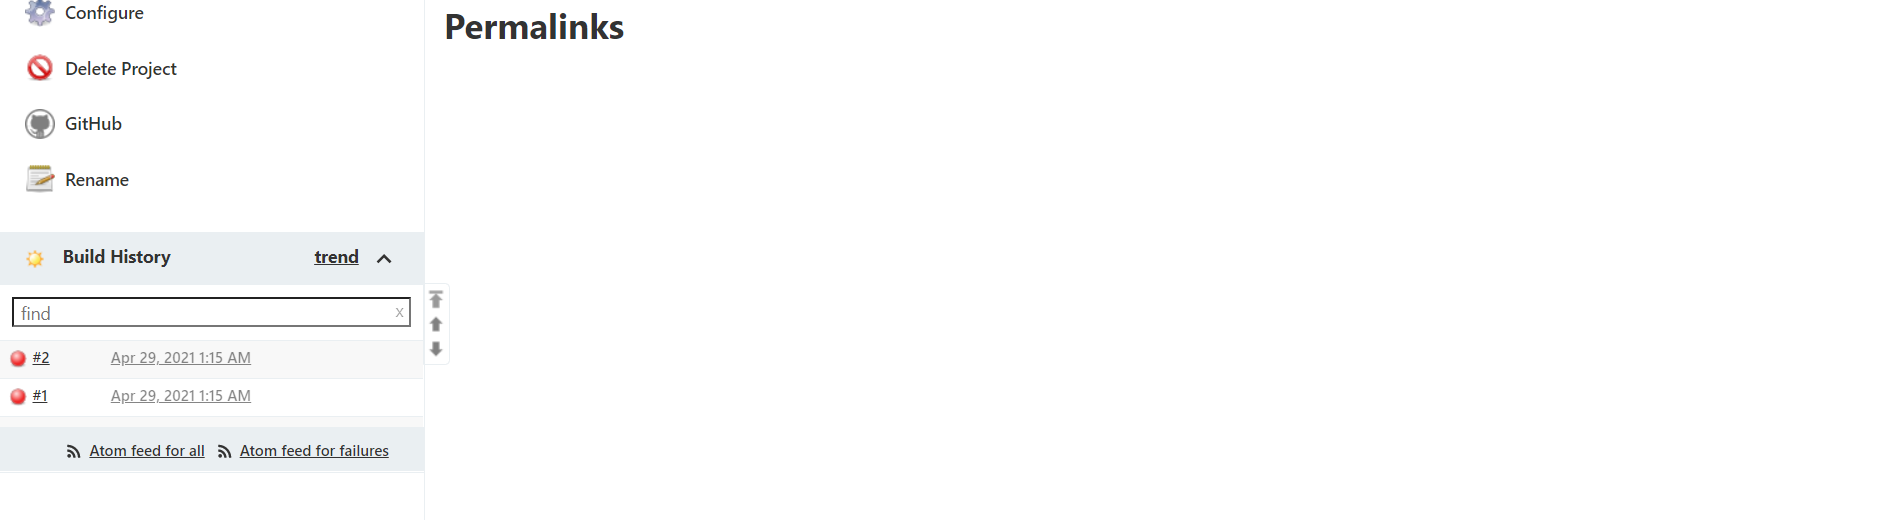 Configure
Delete Project
GitHub
Rename
Build History trend
find x
#2 Apr 29, 2021 1:15 AM
#1 Apr 29, 2021 1:15 AM
Atom feed for all Atom feed for failures
Permalinks